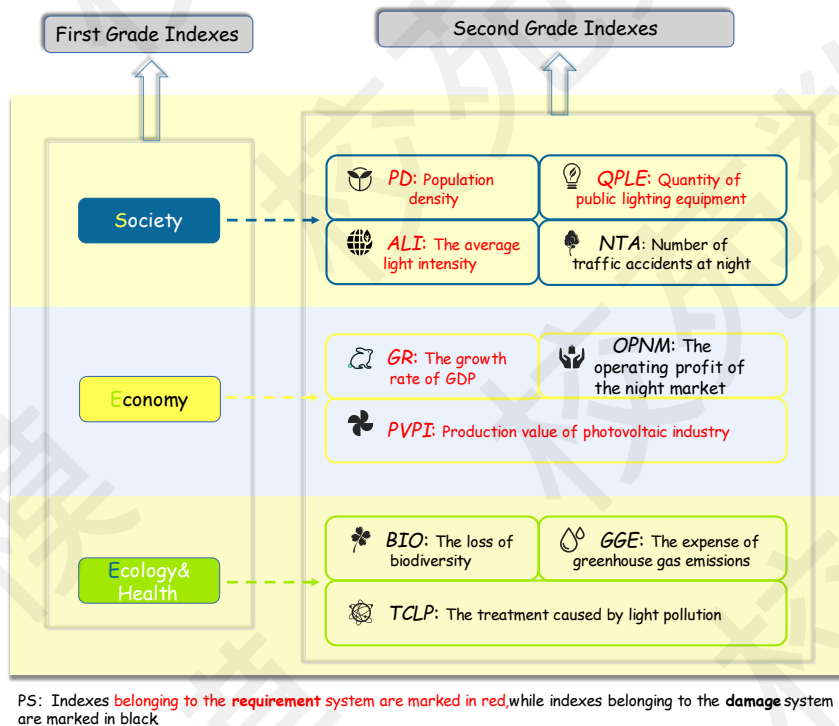 First Grade Indexes
Second Grade Indexes
Society
PD: Population
density
QPLE: Quantity of
public lighting equipment
ALI: The average
light intensity
NTA: Number of
traffic accidents at night
Economy
GR: The growth
rate of GDP
OPNM: The
operating profit of
the night market
PVPI: Production value of photovoltaic industry
Ecology&
Health
BIO: The loss of
biodiversity
GGE: The expense of
greenhouse gas emissions
TCLP: The treatment caused by light pollution
PS: Indexes belonging to the requirement system are marked in red,while indexes belonging to the damage system
are marked in black